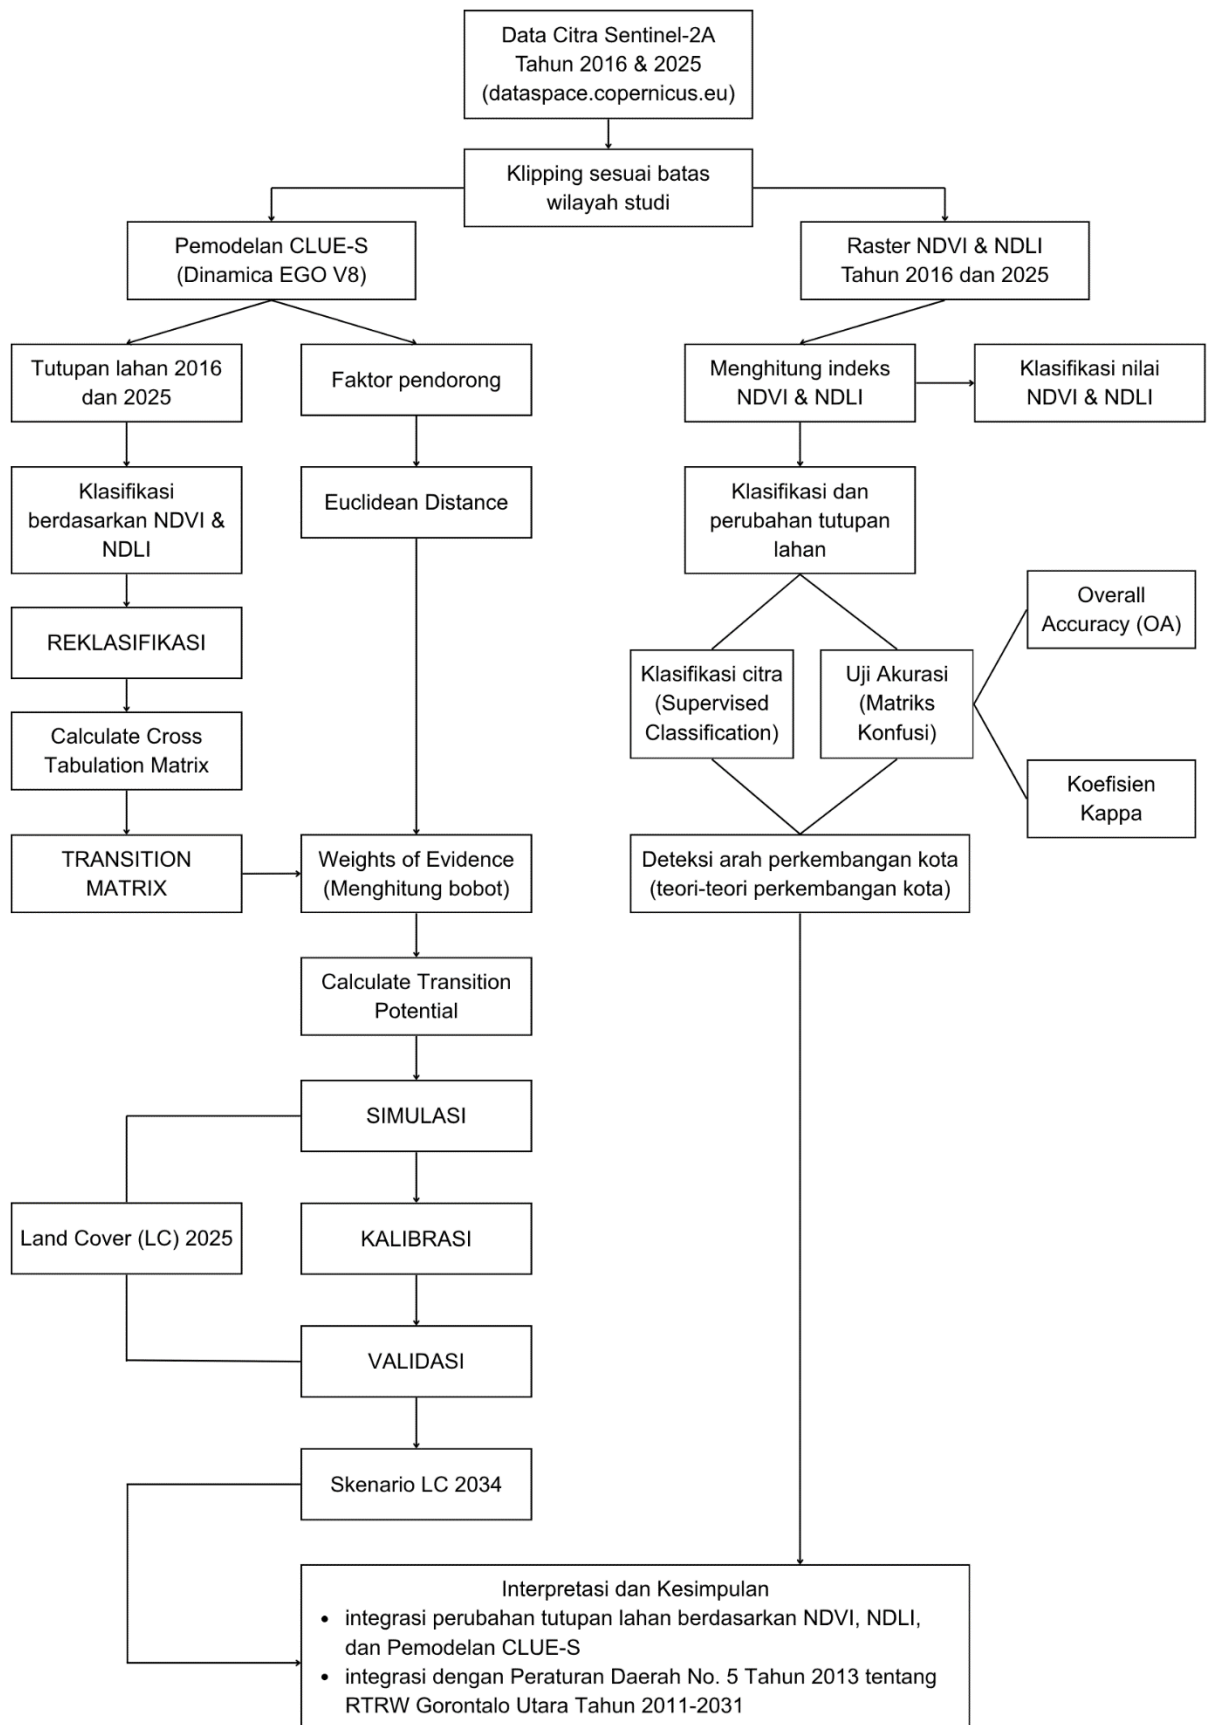 Data Citra Sentinel-2A
Tahun 2016 & 2025
(dataspace.copernicus.eu)
Klipping sesuai batas
wilayah studi
Pemodelan CLUE-S
(Dinamica EGO V8)
Raster NDVI & NDLI
Tahun 2016 dan 2025
Tutupan lahan 2016
dan 2025
Faktor pendorong
Menghitung indeks
NDVI & NDLI
Klasifikasi nilai
NDVI & NDLI
Klasifikasi
berdasarkan NDVI &
NDLI
Euclidean Distance
Klasifikasi dan
perubahan tutupan
lahan
REKLASIFIKASI
Overall
Accuracy (OA)
Klasifikasi citra
(Supervised
Classification)
Uji Akurasi
(Matriks
Konfusi)
Calculate Cross
Tabulation Matrix
Koefisien
Kappa
TRANSITION
MATRIX
Weights of Evidence
(Menghitung bobot)
Deteksi arah perkembangan kota
(teori-teori perkembangan kota)
Calculate Transition
Potential
SIMULASI
Land Cover (LC) 2025
KALIBRASI
VALIDASI
Skenario LC 2034
Interpretasi dan Kesimpulan
• integrasi perubahan tutupan lahan berdasarkan NDVI, NDLI,
dan Pemodelan CLUE-S
• integrasi dengan Peraturan Daerah No. 5 Tahun 2013 tentang
RTRW Gorontalo Utara Tahun 2011-2031